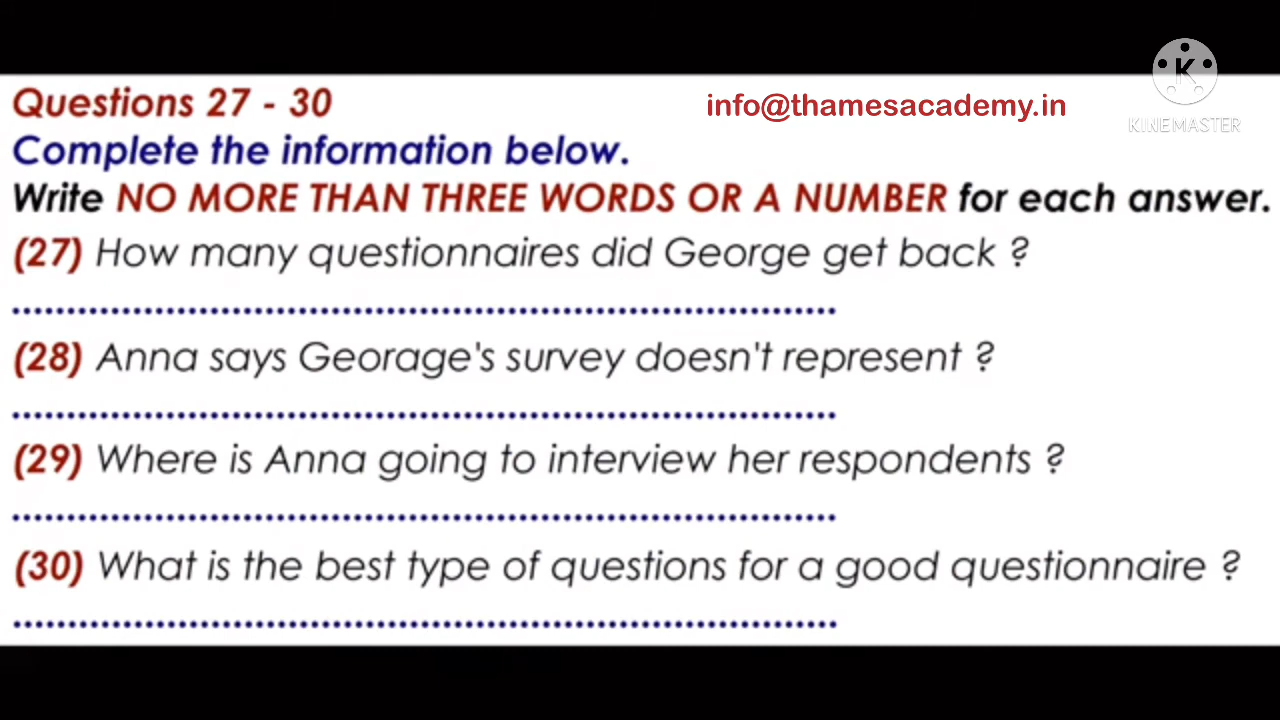 Questions 27 - 30
info@thamesacademy.in
KINEMASTER
Complete the information below.
Write NO MORE THAN THREE WORDS OR A NUMBER for each answer.
(27) How many questionnaires did George get back ?
(28) Anna says Georage's survey doesn't represent ?
(29) Where is Anna going to interview her respondents ?
(30) What is the best type of questions for a good questionnaire ?